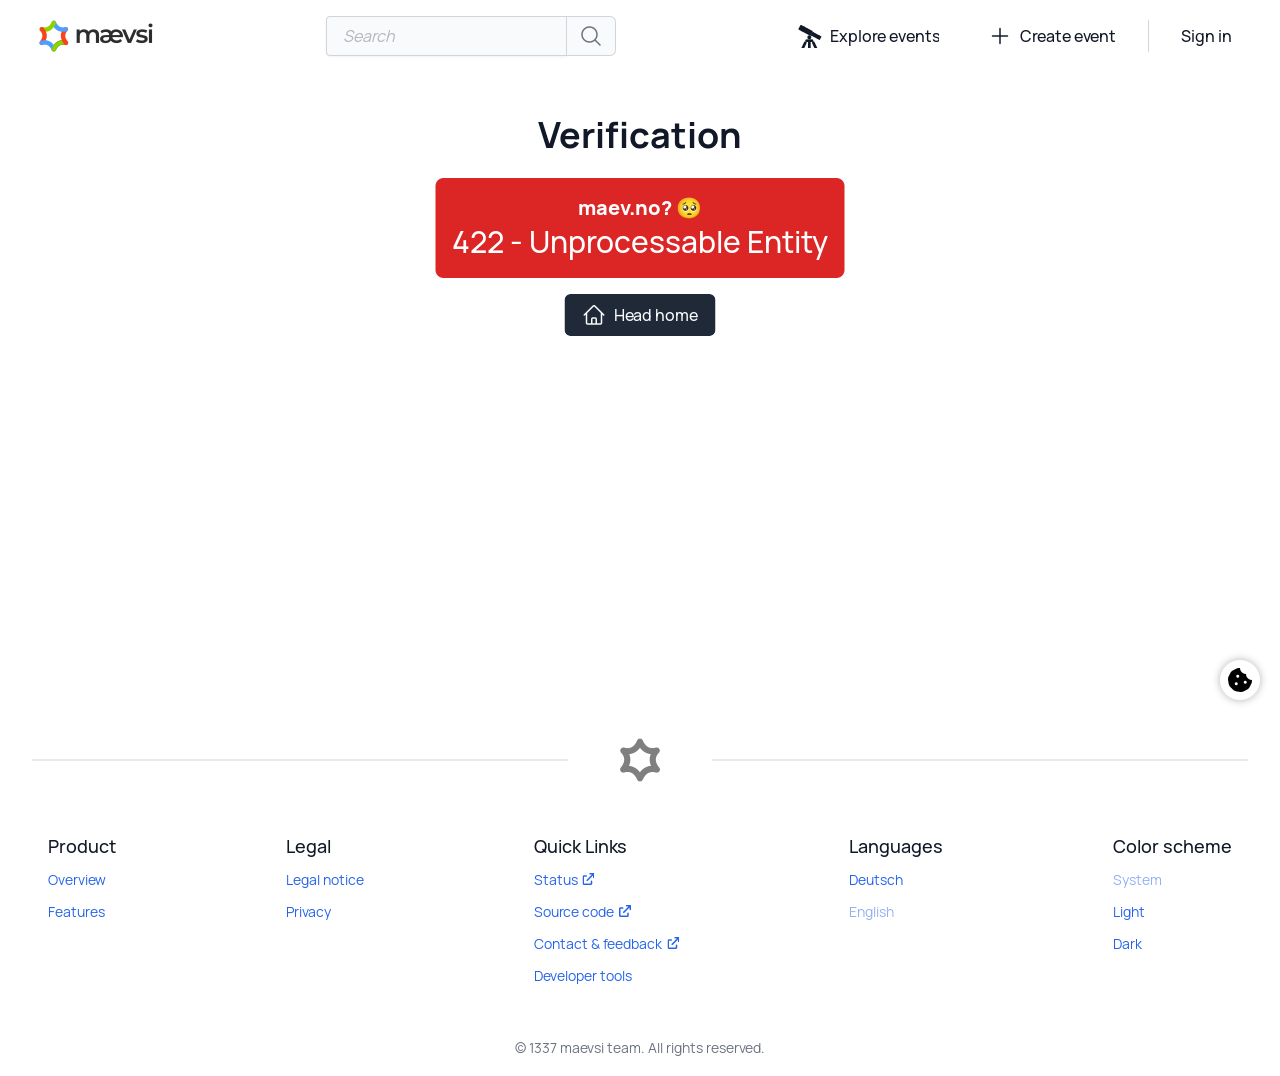 mævsi
Search
Explore events
Create event
Sign in
Verification
maev.no? 🥺
422 - Unprocessable Entity
Head home
Product
Overview
Features
Legal
Legal notice
Privacy
Quick Links
Status
Source code
Contact & feedback
Developer tools
Languages
Deutsch
English
Color scheme
System
Light
Dark
© 1337 maevsi team. All rights reserved.